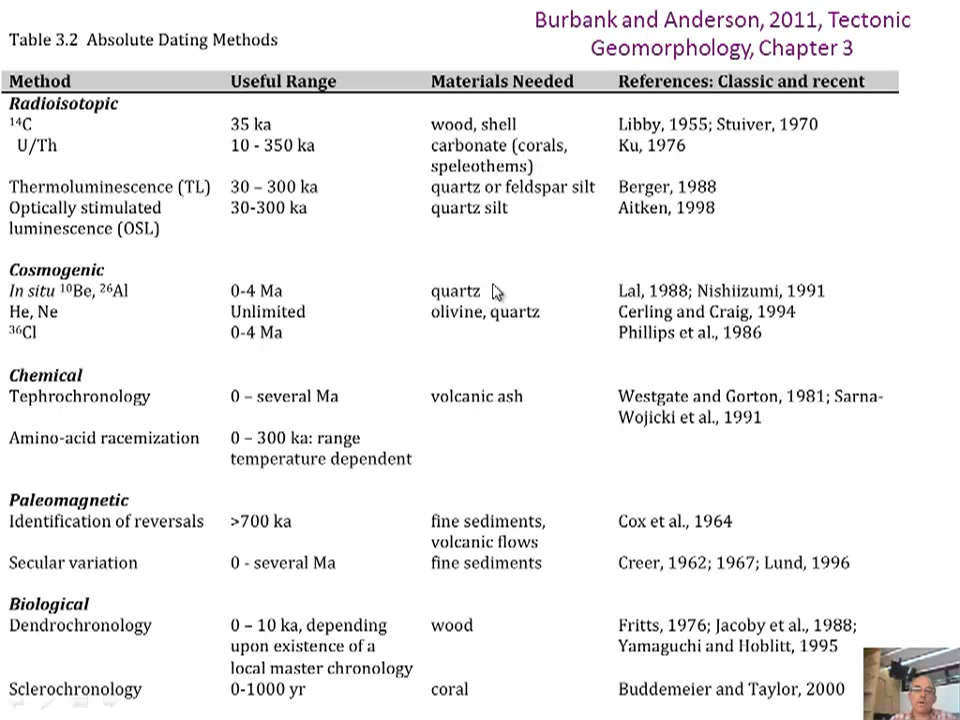 Burbank and Anderson, 2011, Tectonic
Geomorphology, Chapter 3
Table 3.2 Absolute Dating Methods
Method Useful Range Materials Needed References: Classic and recent
Radioisotopic
¹⁴C 35 ka wood, shell Libby, 1955; Stuiver, 1970
U/Th 10 - 350 ka carbonate (corals, Ku, 1976
speleothems)
Thermoluminescence (TL) 30 – 300 ka quartz or feldspar silt Berger, 1988
Optically stimulated 30-300 ka quartz silt Aitken, 1998
luminescence (OSL)
Cosmogenic
In situ ¹⁰Be, ²⁶Al 0-4 Ma quartz Lal, 1988; Nishiizumi, 1991
He, Ne Unlimited olivine, quartz Cerling and Craig, 1994
³⁶Cl 0-4 Ma Phillips et al., 1986
Chemical
Tephrochronology 0 – several Ma volcanic ash Westgate and Gorton, 1981; Sarna-
Wojicki et al., 1991
Amino-acid racemization 0 – 300 ka: range
temperature dependent
Paleomagnetic
Identification of reversals >700 ka fine sediments, Cox et al., 1964
volcanic flows
Secular variation 0 - several Ma fine sediments Creer, 1962; 1967; Lund, 1996
Biological
Dendrochronology 0 – 10 ka, depending wood Fritts, 1976; Jacoby et al., 1988;
upon existence of a Yamaguchi and Hoblitt, 1995
local master chronology
Sclerochronology 0-1000 yr coral Buddemeier and Taylor, 2000